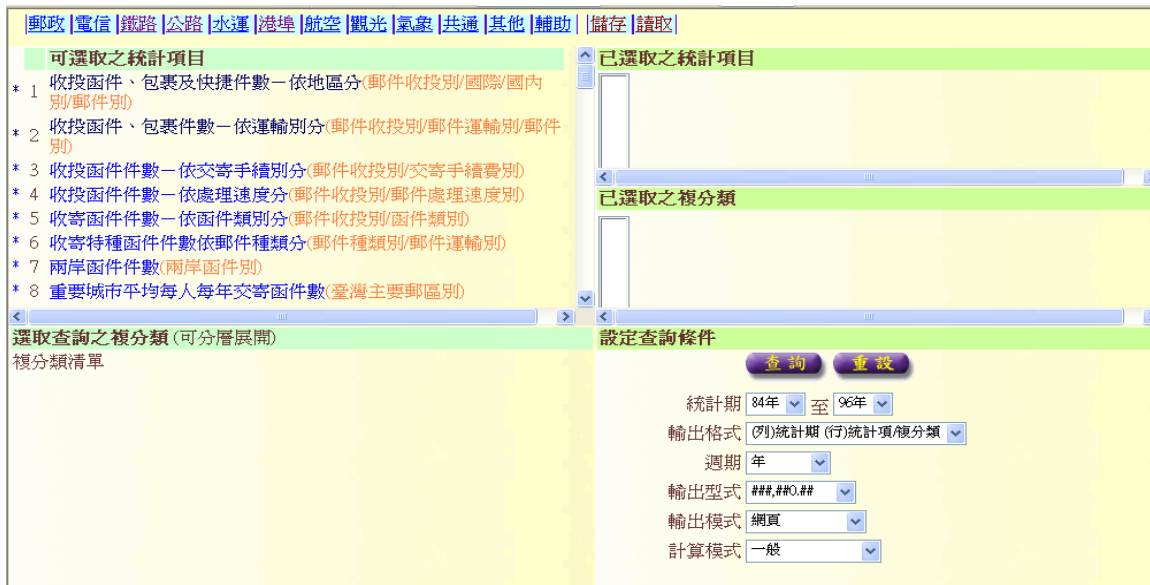 |郵政|電信|鐵路|公路|水運|港埠|航空|觀光|氣象|共通|其他|輔助| |儲存|讀取|
可選取之統計項目
* 1 收投函件、包裹及快捷件數－依地區分(郵件收投別/國際/國內
別/郵件別)
* 2 收投函件、包裹件數－依運輸別分(郵件收投別/郵件運輸別/郵件
別)
* 3 收投函件件數－依交寄手續別分(郵件收投別/交寄手續費別)
* 4 收投函件件數－依處理速度分(郵件收投別/郵件處理速度別)
* 5 收寄函件件數－依函件類別分(郵件收投別/函件類別)
* 6 收寄特種函件件數依郵件種類分(郵件種類別/郵件運輸別)
* 7 兩岸函件件數(兩岸函件別)
* 8 重要城市平均每人每年交寄函件數(臺灣主要郵區別)
已選取之統計項目
已選取之複分類
選取查詢之複分類 (可分層展開)
複分類清單
設定查詢條件
查詢 重設
統計期 84年 至 96年
輸出格式 (列)統計期 (行)統計項/複分類
週期 年
輸出型式 ###,##0.##
輸出模式 網頁
計算模式 一般